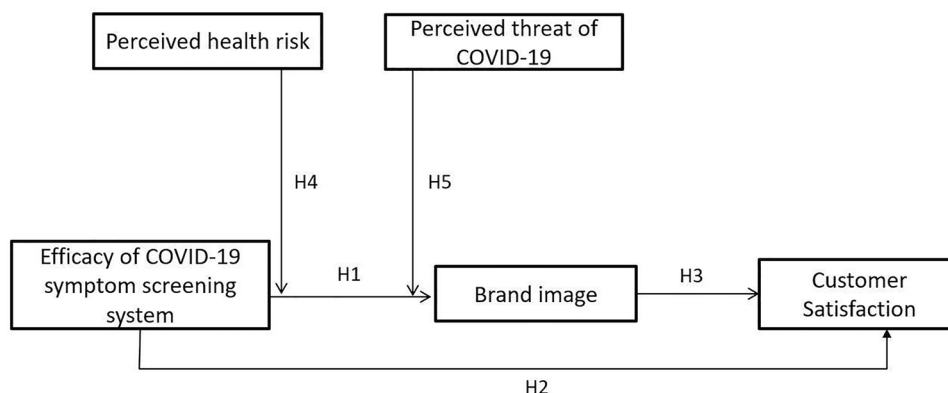 Perceived health risk
Perceived threat of
COVID-19
H4
H5
Efficacy of COVID-19
symptom screening
system
H1
Brand image
H3
Customer
Satisfaction
H2